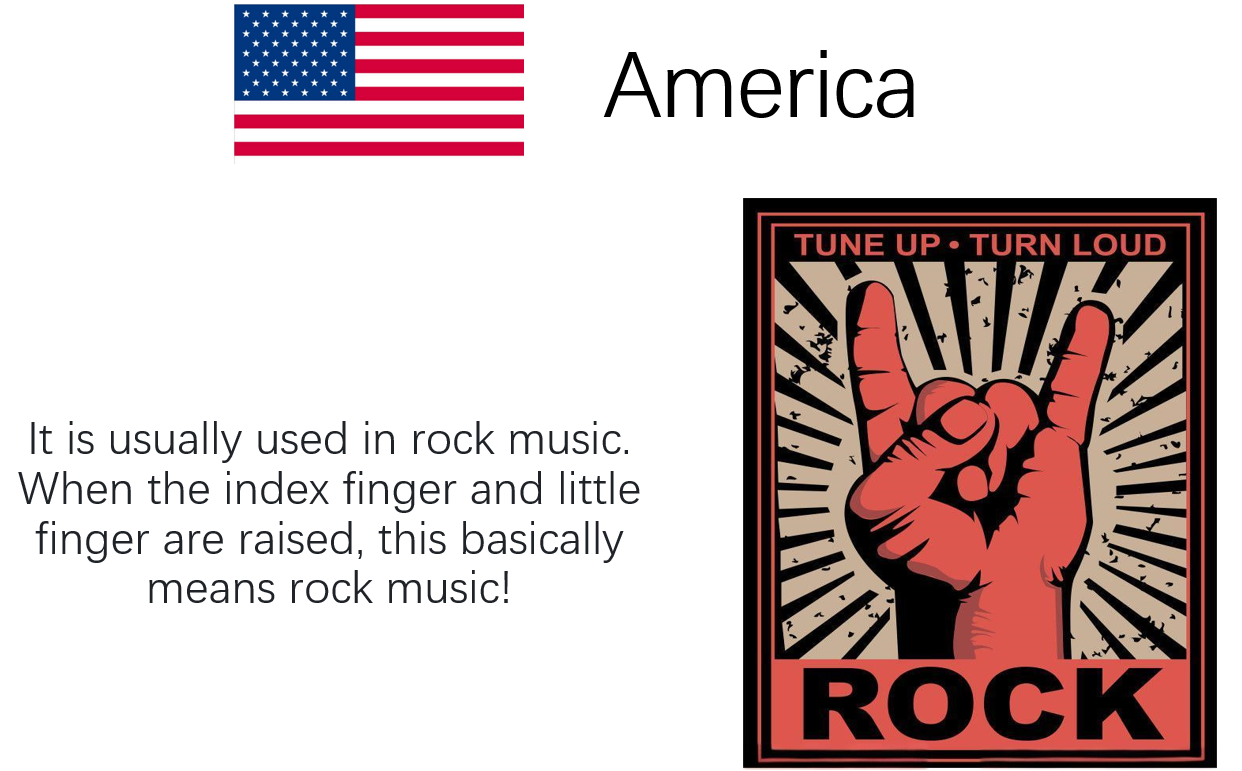 America
TUNE UP • TURN LOUD
It is usually used in rock music.
When the index finger and little
finger are raised, this basically
means rock music!
ROCK